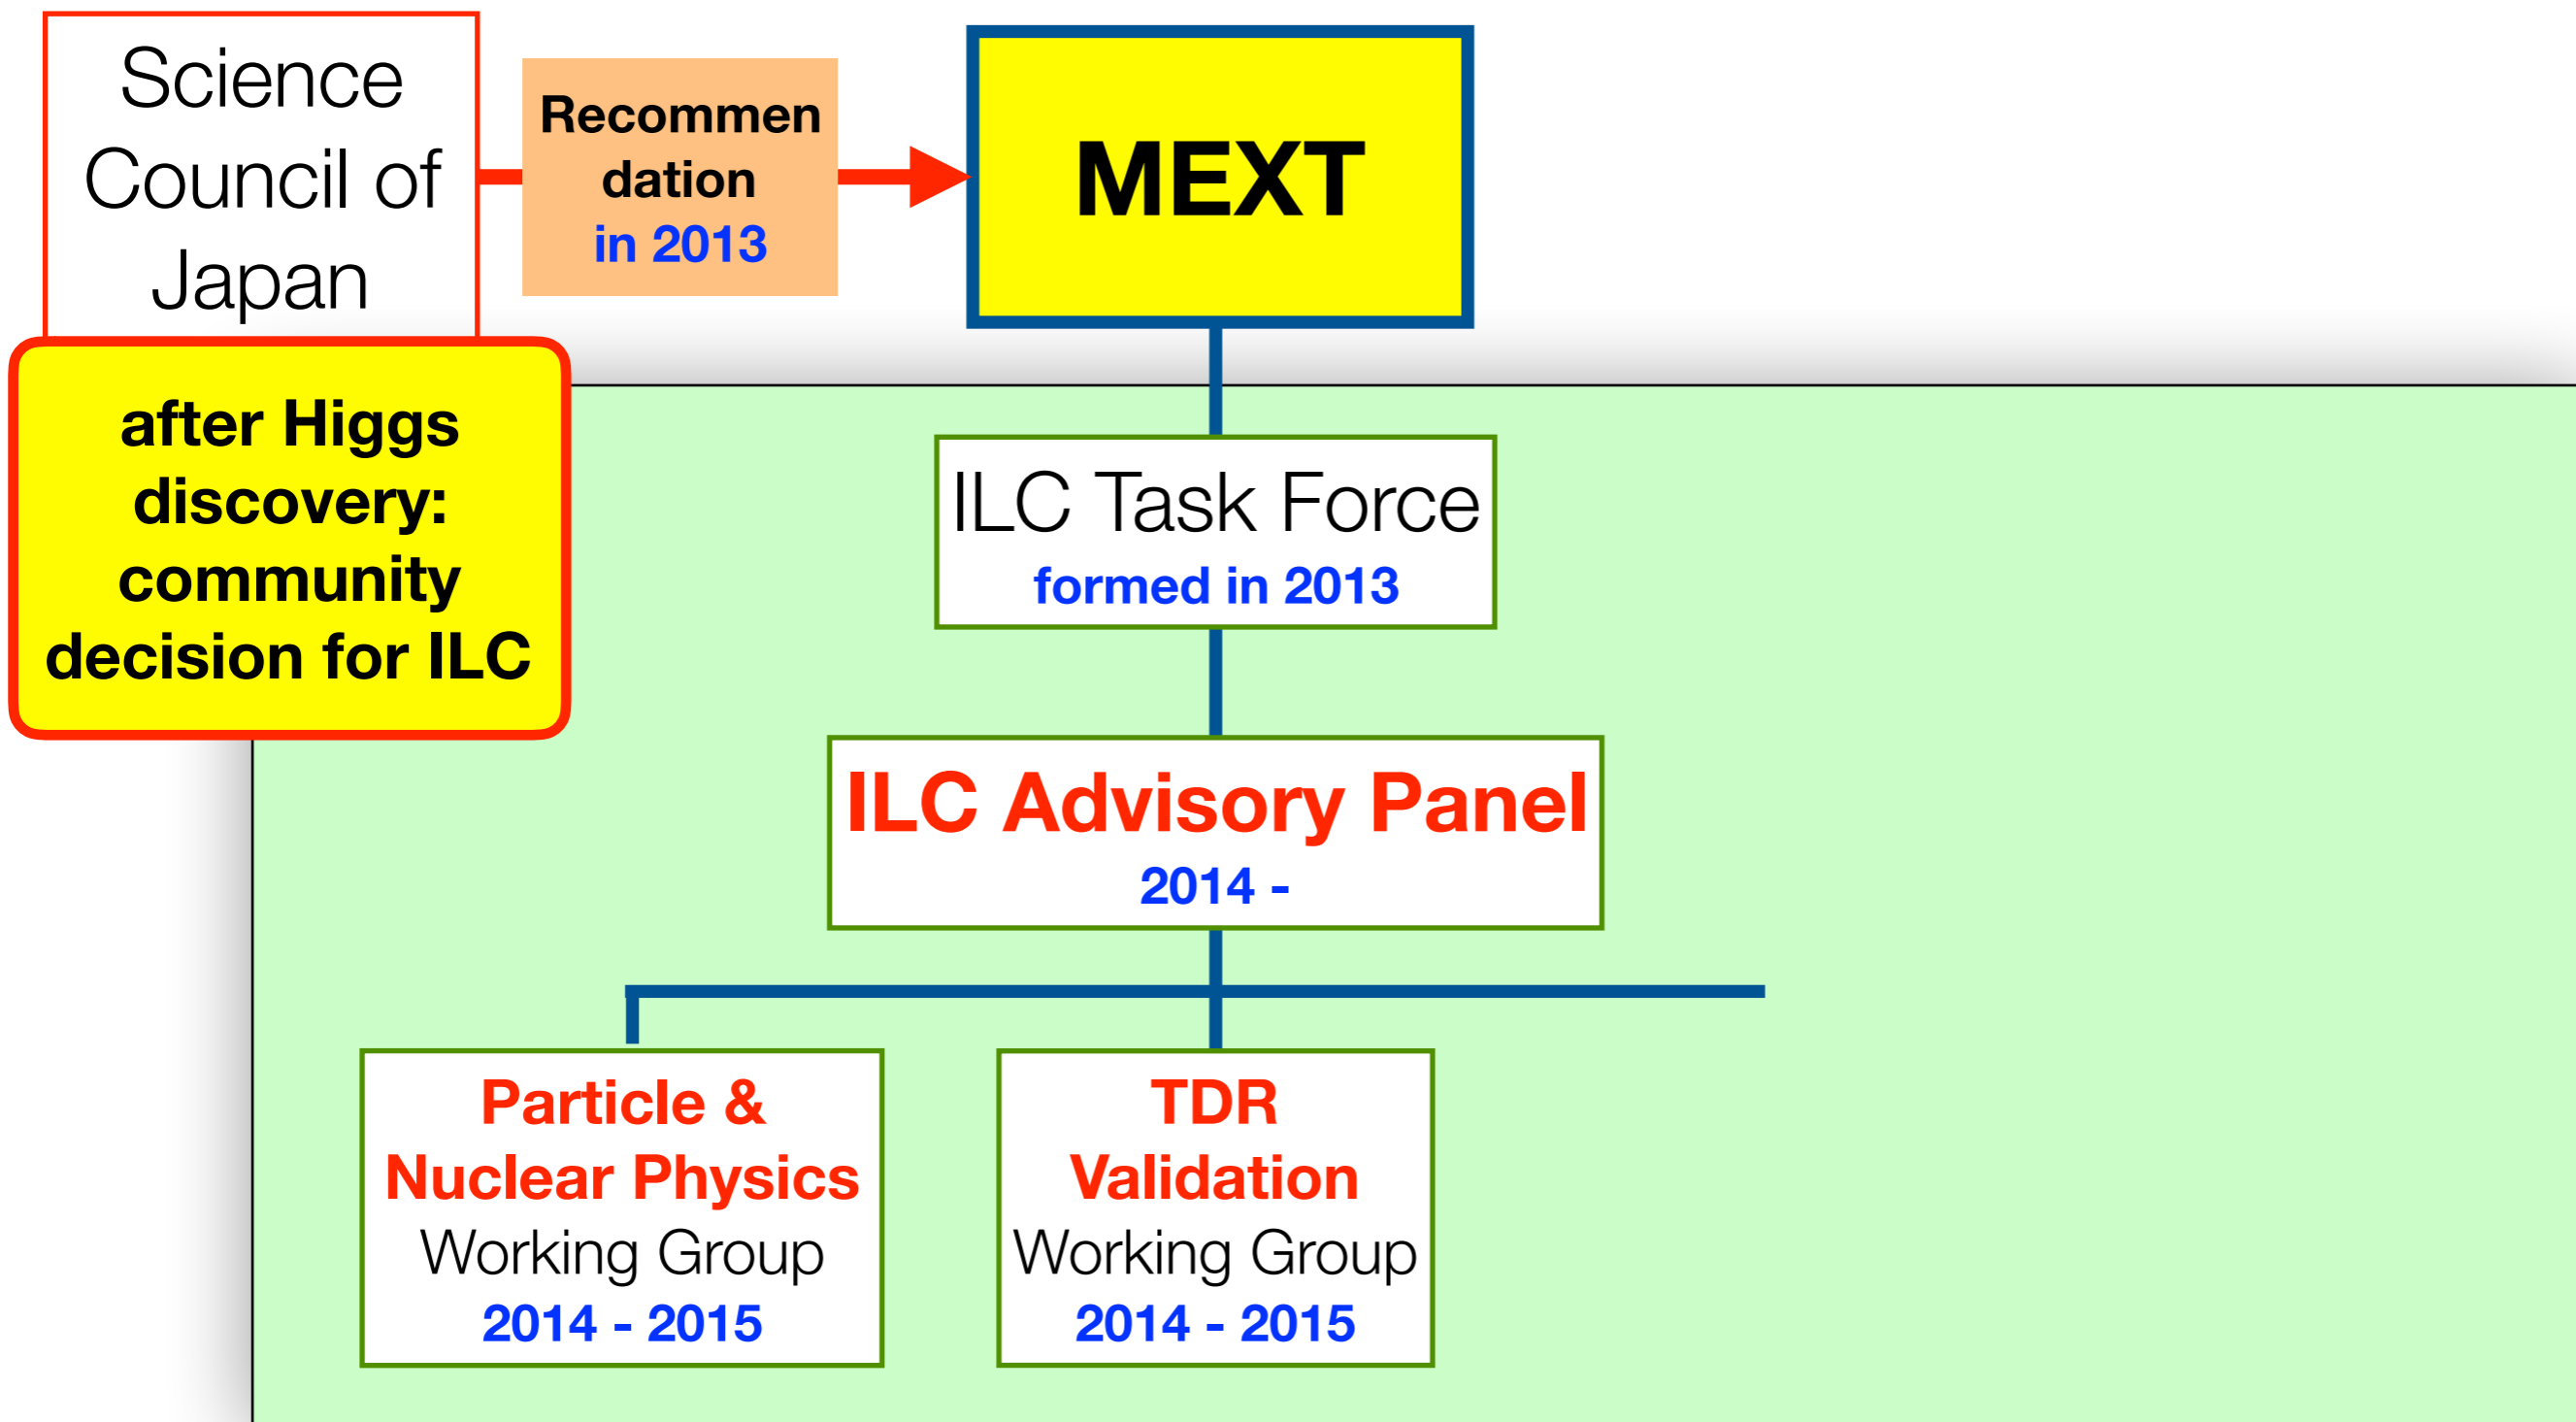 Science
Council of
Japan
Recommen
dation
in 2013
MEXT
after Higgs
discovery:
community
decision for ILC
ILC Task Force
formed in 2013
ILC Advisory Panel
2014 -
Particle &
Nuclear Physics
Working Group
2014 - 2015
TDR
Validation
Working Group
2014 - 2015